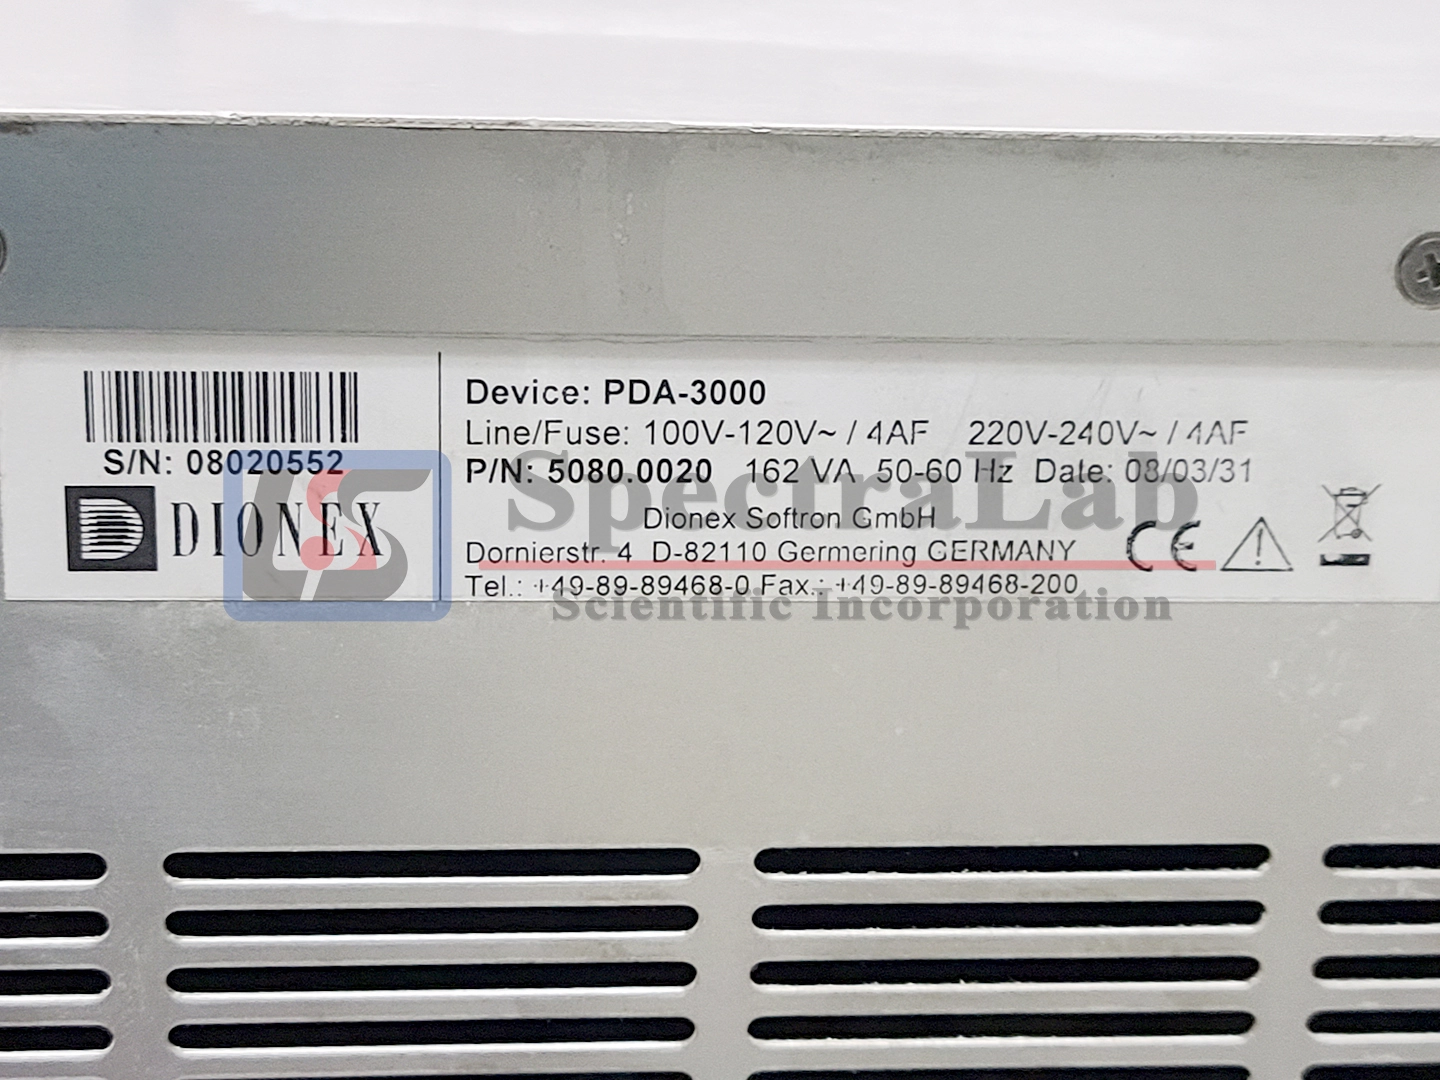 S/N: 08020552
DIONEX
Device: PDA-3000
Line/Fuse: 100V-120V~ / 4AF 220V-240V~ / 4AF
P/N: 5080.0020 162 VA 50-60 Hz Date: 08/03/31
Dionex Softron GmbH
Dornierstr. 4 D-82110 Germering GERMANY
Tel.: +49-89-89468-0 Fax.: +49-89-89468-200
CE
SpectraLab
Scientific Incorporation